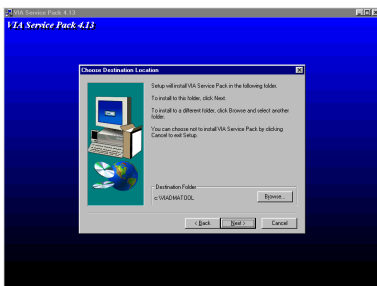 VIA Service Pack 4.13
VIA Service Pack 4.13
Choose Destination Location
Setup will install VIA Service Pack in the following folder.
To install to this folder, click Next.
To install to a different folder, click Browse and select another
folder.
You can choose not to install VIA Service Pack by clicking
Cancel to exit Setup.
Destination Folder
c:\VIADMATOOL
Browse...
< Back
Next >
Cancel